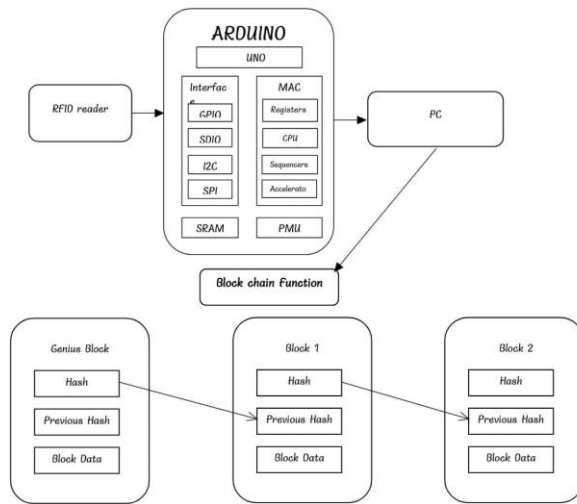 ARDUINO
UNO
RFID reader
Interfac
e
GPIO
SDIO
I2C
SPI
MAC
Registers
CPU
Sequencers
Accelerato
SRAM
PMU
PC
Block chain Function
Genius Block
Hash
Previous Hash
Block Data
Block 1
Hash
Previous Hash
Block Data
Block 2
Hash
Previous Hash
Block Data